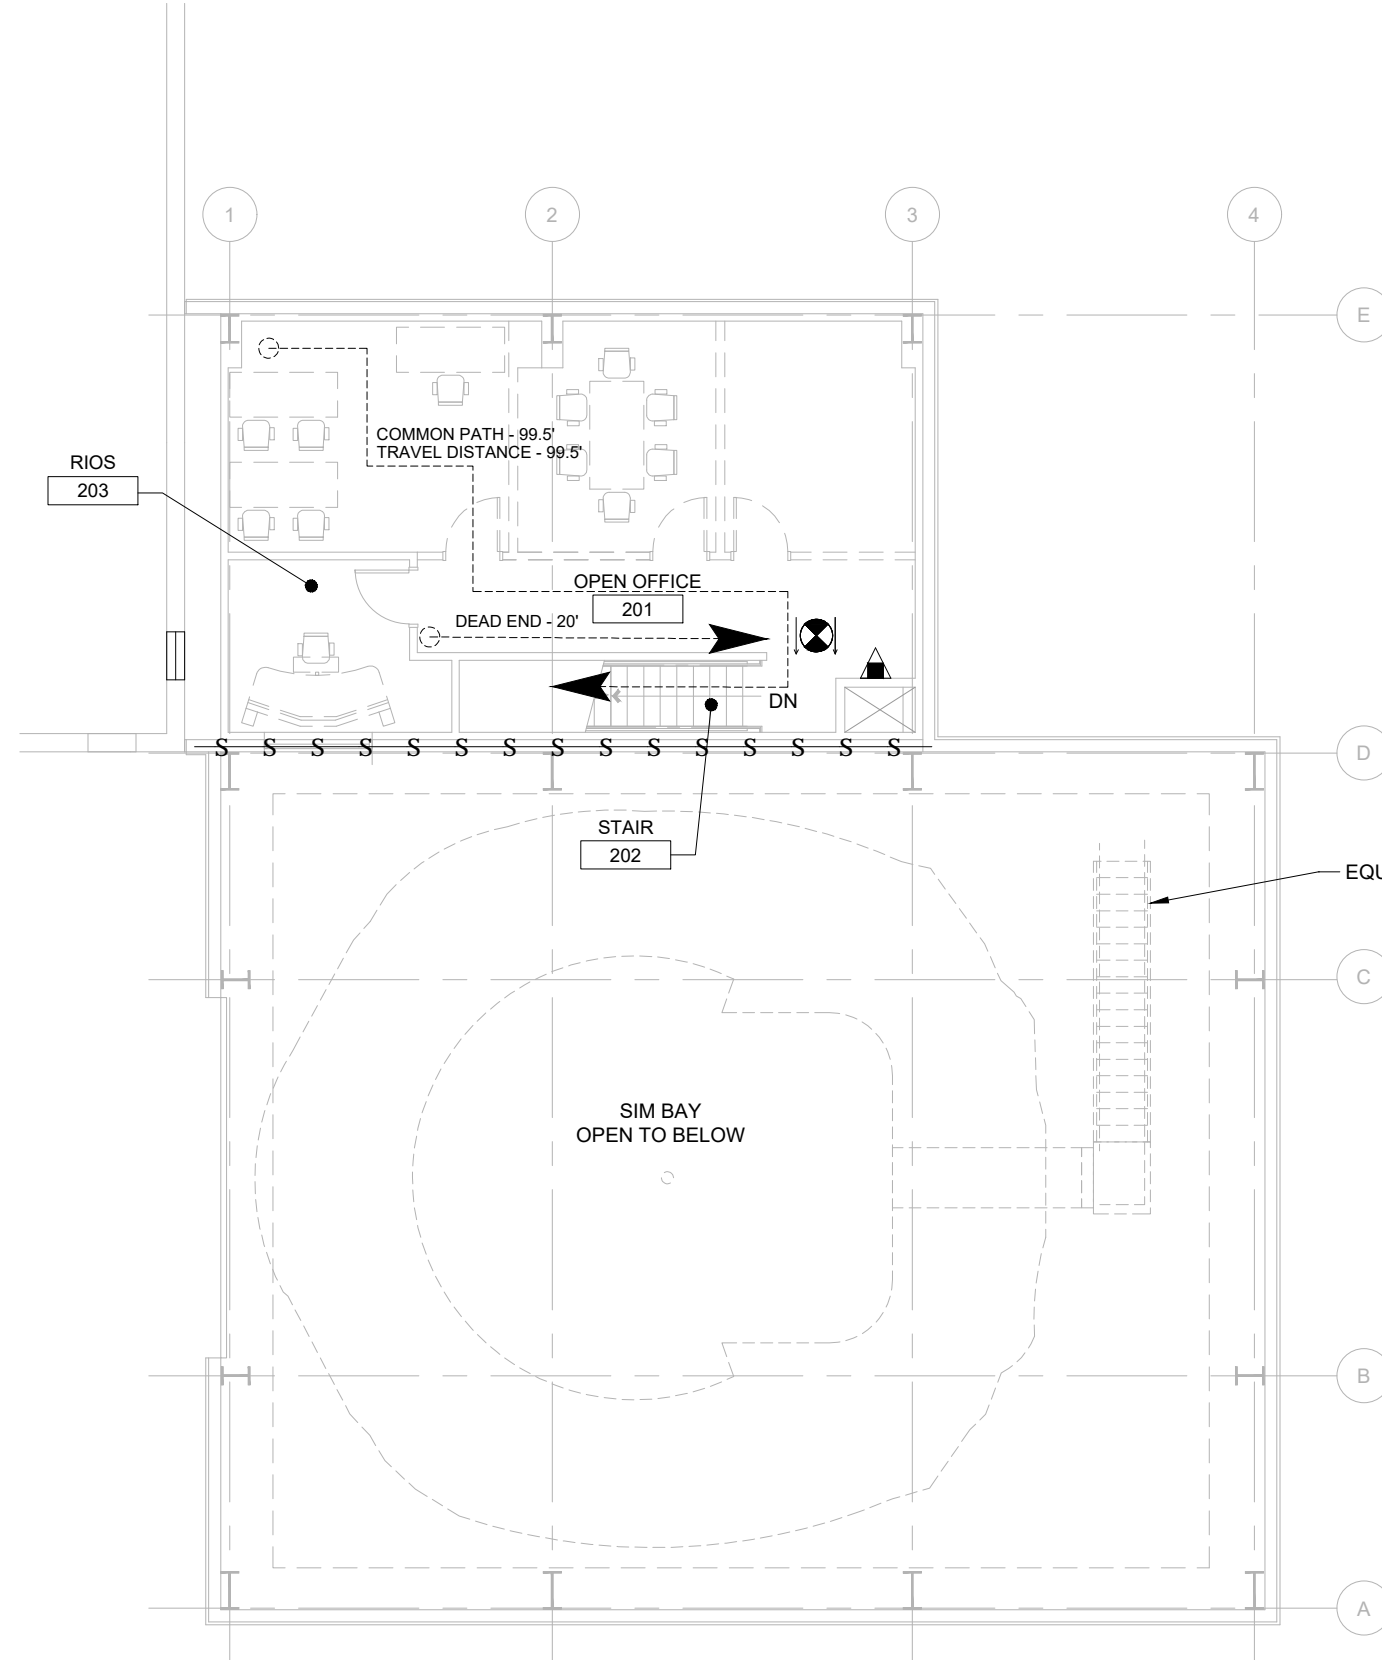 1
2
3
4
E
COMMON PATH - 99.5'
TRAVEL DISTANCE - 99.5'
RIOS
203
OPEN OFFICE
201
DEAD END - 20'
DN
S S S S S S S S S S S S S S S
D
STAIR
202
EQU
C
SIM BAY
OPEN TO BELOW
B
A